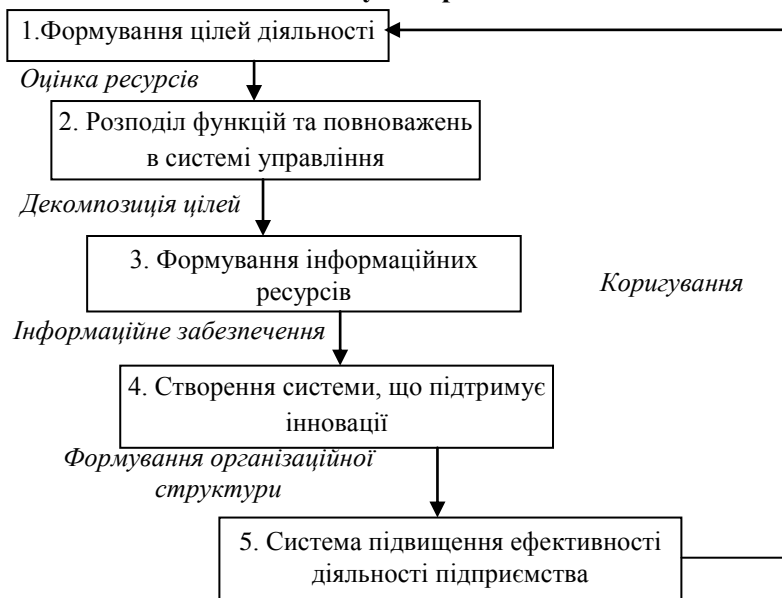 1.Формування цілей діяльності
Оцінка ресурсів
2. Розподіл функцій та повноважень
в системі управління
Декомпозиція цілей
3. Формування інформаційних
ресурсів
Коригування
Інформаційне забезпечення
4. Створення системи, що підтримує
інновації
Формування організаційної
структури
5. Система підвищення ефективності
діяльності підприємства